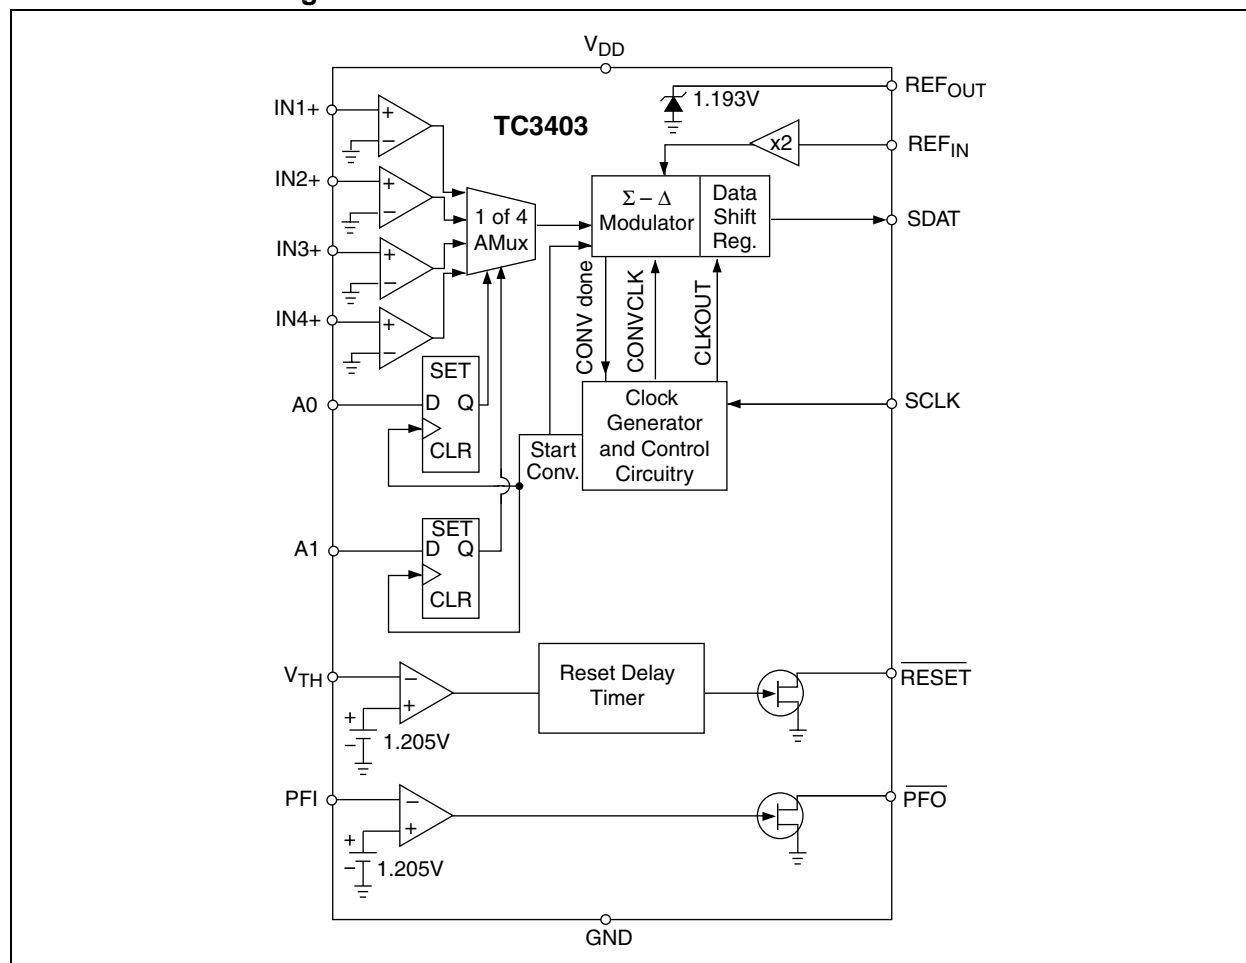 V_DD
REF_OUT
1.193V
IN1+
+
−
TC3403
x2
REF_IN
IN2+
+
−
1 of 4
AMux
Σ – Δ
Modulator
Data
Shift
Reg.
SDAT
IN3+
+
−
IN4+
+
−
CONV done
CONVCLK
CLKOUT
SET
A0
D Q
CLR
Start
Conv.
Clock
Generator
and Control
Circuitry
SCLK
SET
A1
D Q
CLR
V_TH
−
+
+
−
1.205V
Reset Delay
Timer
RESET
PFI
−
+
+
−
1.205V
PFO
GND